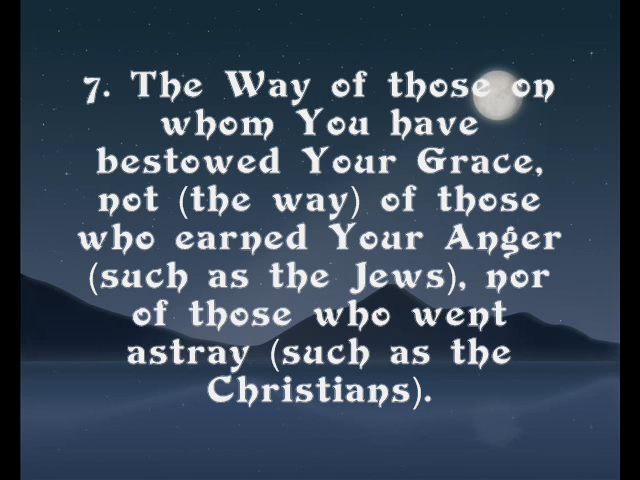 7. The Way of those on
whom You have
bestowed Your Grace,
not (the way) of those
who earned Your Anger
(such as the Jews), nor
of those who went
astray (such as the
Christians).